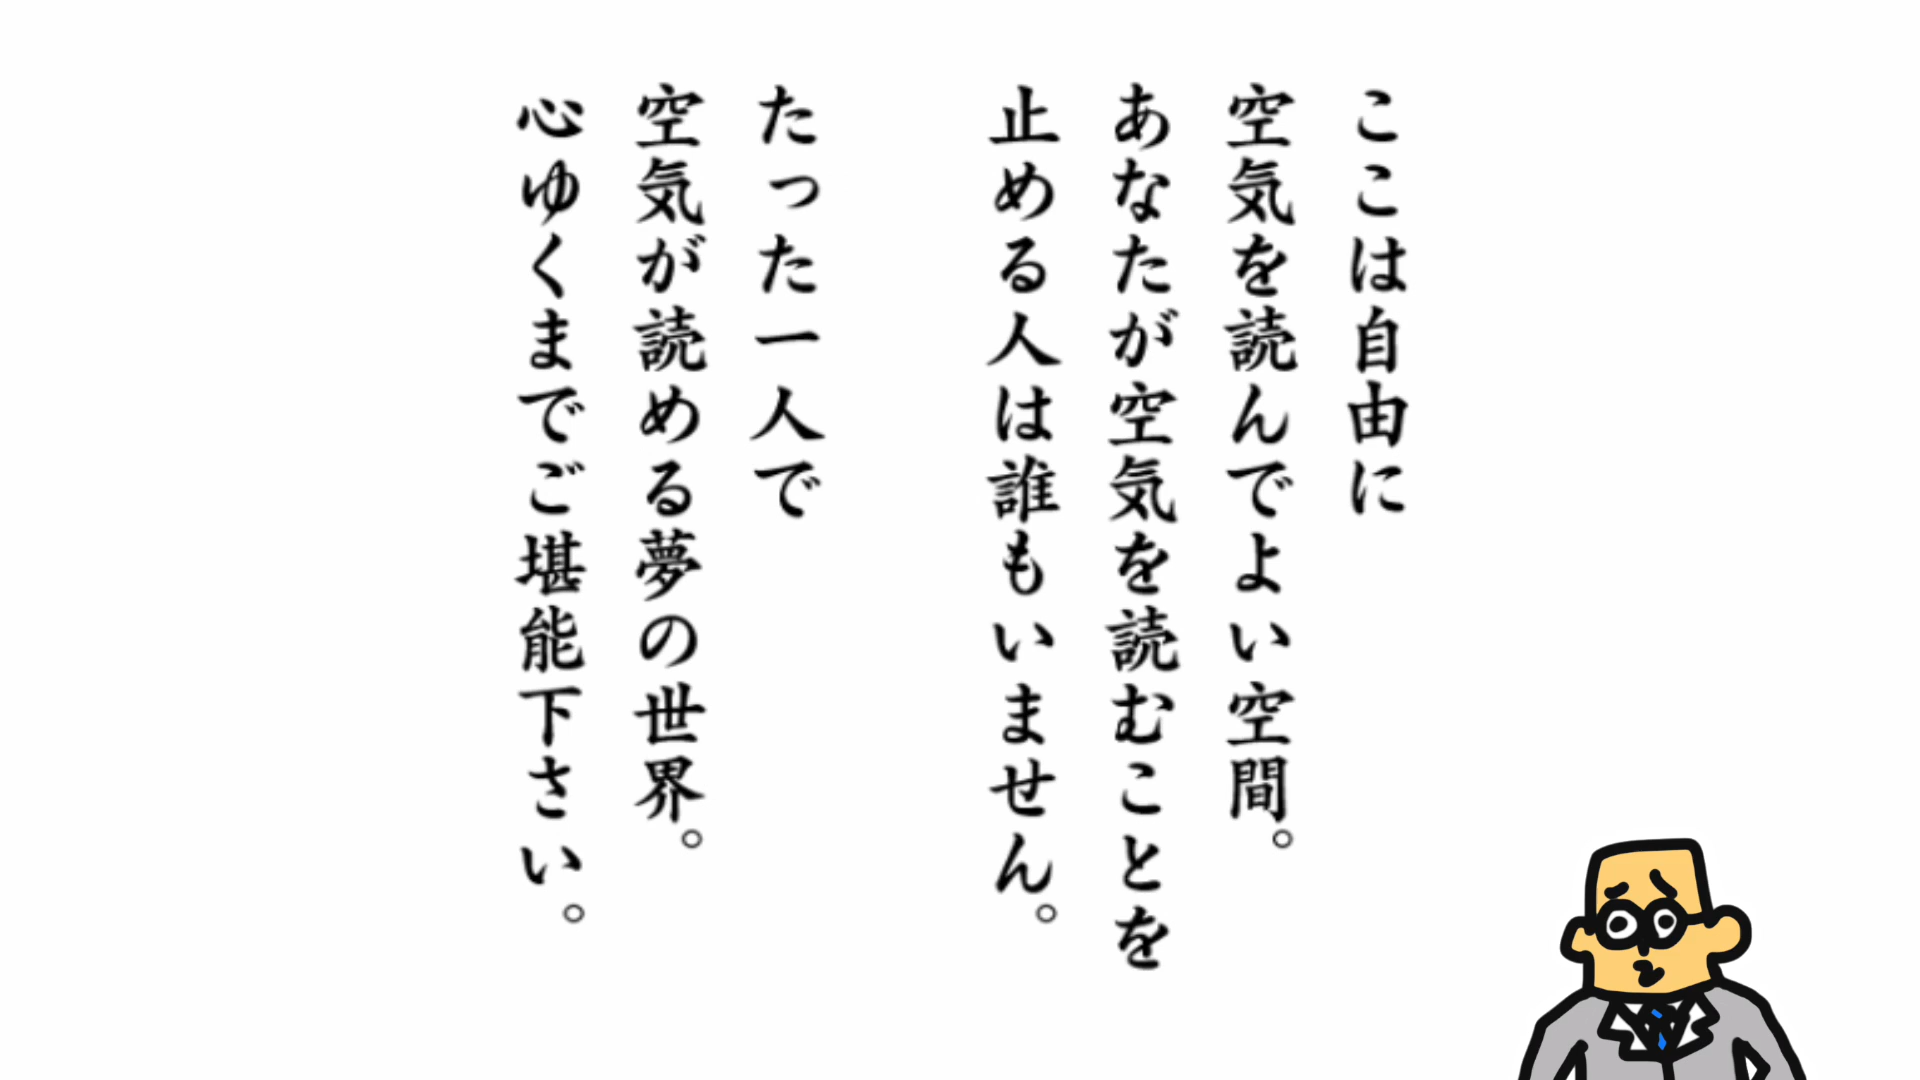 ここは自由に
空気を読んでよい空間。
あなたが空気を読むことを
止める人は誰もいません。
たった一人で
空気が読める夢の世界。
心ゆくまでご堪能下さい。